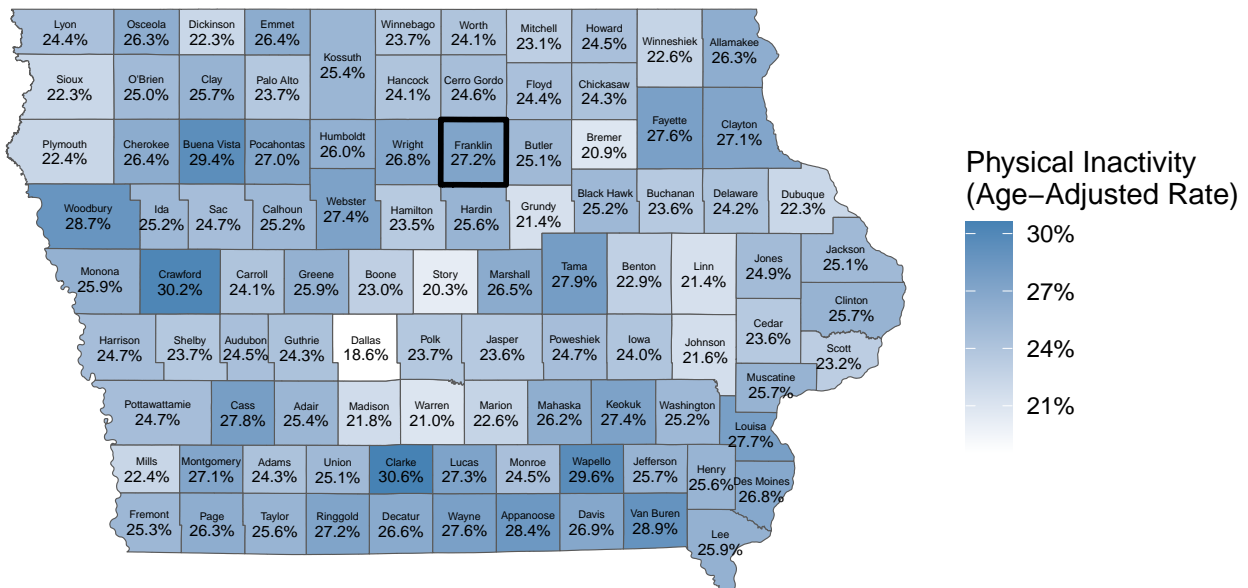 Lyon
24.4%
Osceola
26.3%
Dickinson
22.3%
Emmet
26.4%
Kossuth
25.4%
Winnebago
23.7%
Worth
24.1%
Mitchell
23.1%
Howard
24.5%
Winneshiek
22.6%
Allamakee
26.3%
Sioux
22.3%
O'Brien
25.0%
Clay
25.7%
Palo Alto
23.7%
Hancock
24.1%
Cerro Gordo
24.6%
Floyd
24.4%
Chickasaw
24.3%
Fayette
27.6%
Clayton
27.1%
Plymouth
22.4%
Cherokee
26.4%
Buena Vista
29.4%
Pocahontas
27.0%
Humboldt
26.0%
Wright
26.8%
Franklin
27.2%
Butler
25.1%
Bremer
20.9%
Woodbury
28.7%
Ida
25.2%
Sac
24.7%
Calhoun
25.2%
Webster
27.4%
Hamilton
23.5%
Hardin
25.6%
Grundy
21.4%
Black Hawk
25.2%
Buchanan
23.6%
Delaware
24.2%
Dubuque
22.3%
Monona
25.9%
Crawford
30.2%
Carroll
24.1%
Greene
25.9%
Boone
23.0%
Story
20.3%
Marshall
26.5%
Tama
27.9%
Benton
22.9%
Linn
21.4%
Jones
24.9%
Jackson
25.1%
Clinton
25.7%
Harrison
24.7%
Shelby
23.7%
Audubon
24.5%
Guthrie
24.3%
Dallas
18.6%
Polk
23.7%
Jasper
23.6%
Poweshiek
24.7%
Iowa
24.0%
Johnson
21.6%
Cedar
23.6%
Scott
23.2%
Muscatine
25.7%
Pottawattamie
24.7%
Cass
27.8%
Adair
25.4%
Madison
21.8%
Warren
21.0%
Marion
22.6%
Mahaska
26.2%
Keokuk
27.4%
Washington
25.2%
Louisa
27.7%
Mills
22.4%
Montgomery
27.1%
Adams
24.3%
Union
25.1%
Clarke
30.6%
Lucas
27.3%
Monroe
24.5%
Wapello
29.6%
Jefferson
25.7%
Henry
25.6%
Des Moines
26.8%
Fremont
25.3%
Page
26.3%
Taylor
25.6%
Ringgold
27.2%
Decatur
26.6%
Wayne
27.6%
Appanoose
28.4%
Davis
26.9%
Van Buren
28.9%
Lee
25.9%
Physical Inactivity
(Age−Adjusted Rate)
30%
27%
24%
21%